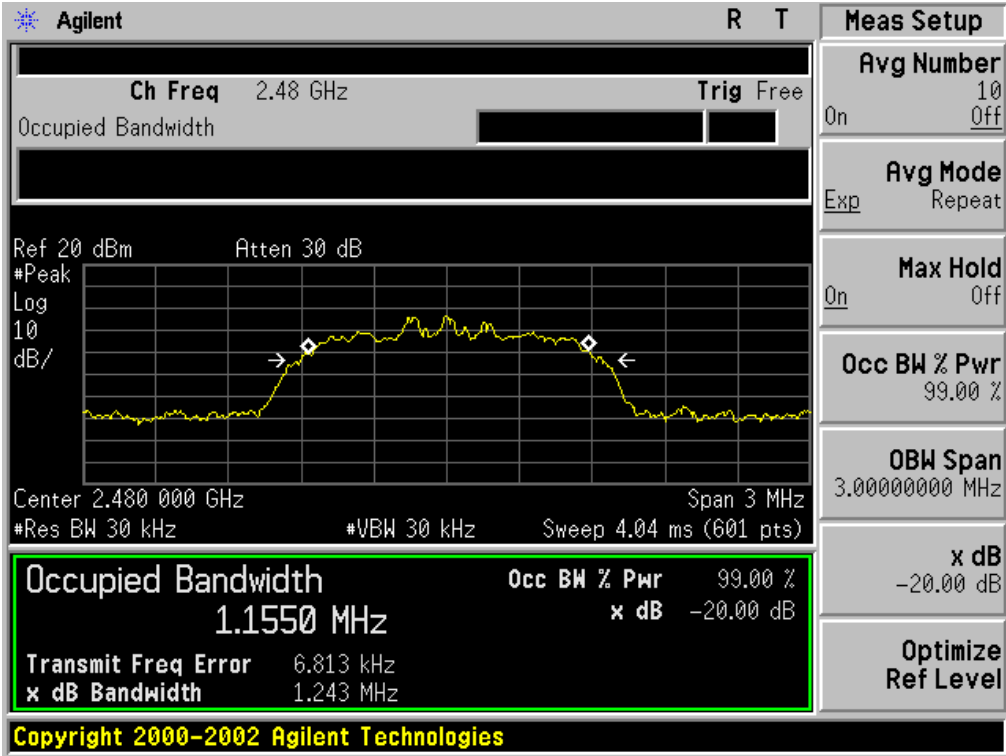 Agilent R T
Ch Freq 2.48 GHz Trig Free
Occupied Bandwidth
Ref 20 dBm Atten 30 dB
#Peak
Log
10
dB/
Center 2.480 000 GHz Span 3 MHz
#Res BW 30 kHz #VBW 30 kHz Sweep 4.04 ms (601 pts)
Occupied Bandwidth Occ BW % Pwr 99.00 %
1.1550 MHz x dB -20.00 dB
Transmit Freq Error 6.813 kHz
x dB Bandwidth 1.243 MHz
Copyright 2000-2002 Agilent Technologies
Meas Setup
Avg Number
10
On Off
Avg Mode
Exp Repeat
Max Hold
On Off
Occ BW % Pwr
99.00 %
OBW Span
3.00000000 MHz
x dB
-20.00 dB
Optimize
Ref Level